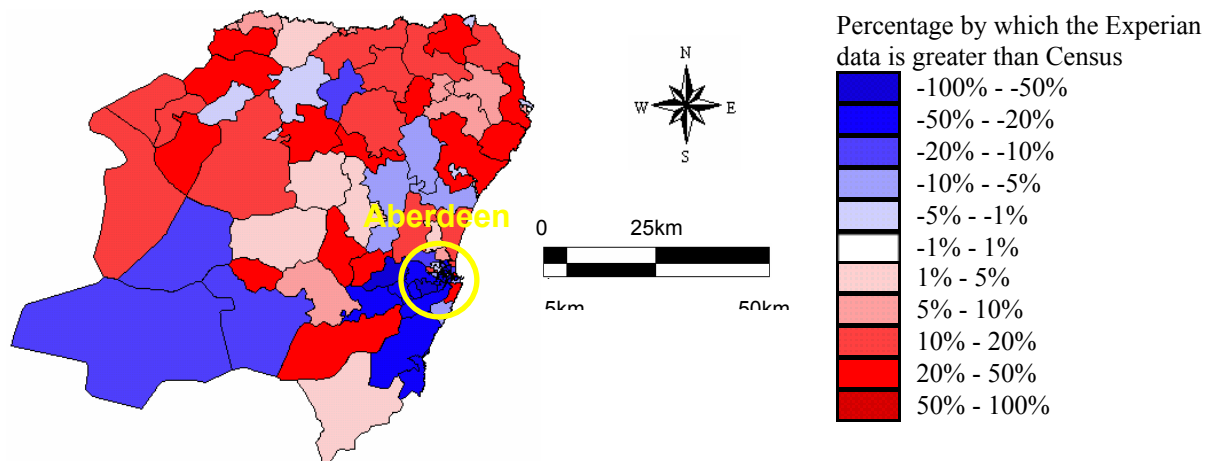 Percentage by which the Experian
data is greater than Census
-100% - -50%
-50% - -20%
-20% - -10%
-10% - -5%
-5% - -1%
-1% - 1%
1% - 5%
5% - 10%
10% - 20%
20% - 50%
50% - 100%
N
W E
S
Aberdeen
0 25km
5km 50km